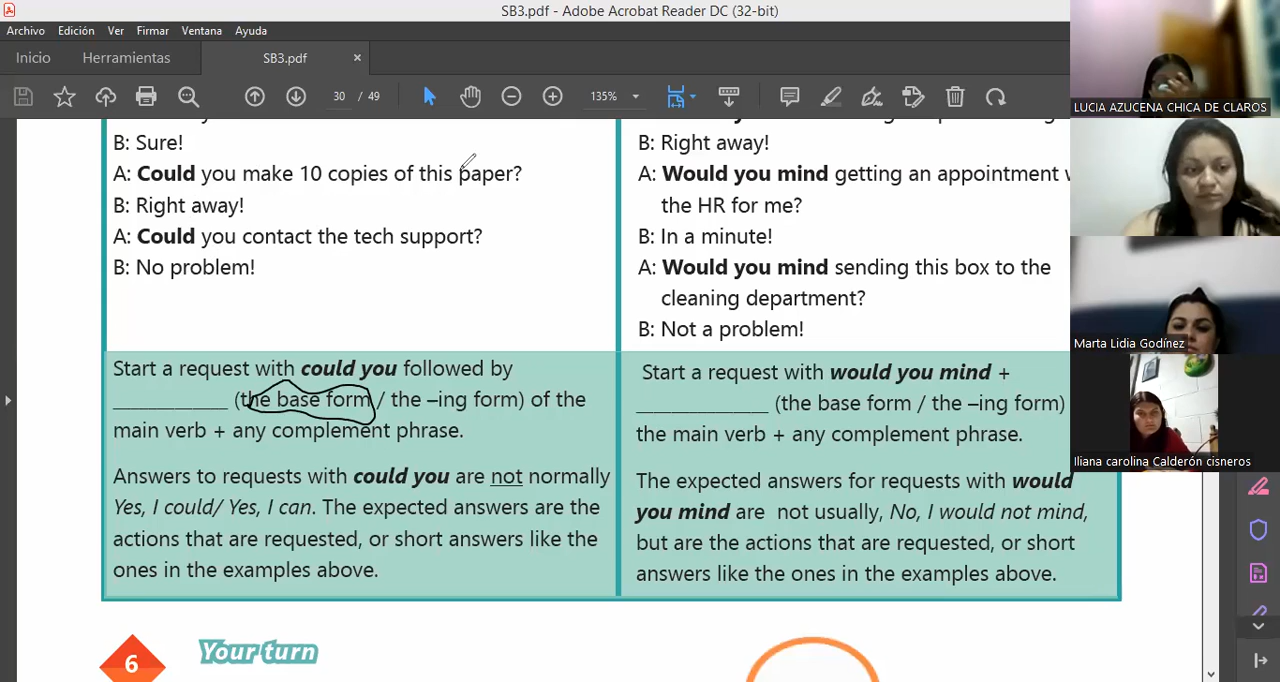 SB3.pdf - Adobe Acrobat Reader DC (32-bit)
Archivo Edición Ver Firmar Ventana Ayuda
Inicio Herramientas SB3.pdf ×
30 / 49 135%
B: Sure!
A: Could you make 10 copies of this paper?
B: Right away!
A: Could you contact the tech support?
B: No problem!
B: Right away!
A: Would you mind getting an appointment
the HR for me?
B: In a minute!
A: Would you mind sending this box to the
cleaning department?
B: Not a problem!
Start a request with could you followed by
_____________ (the base form / the –ing form) of the
main verb + any complement phrase.
Answers to requests with could you are not normally
Yes, I could/ Yes, I can. The expected answers are the
actions that are requested, or short answers like the
ones in the examples above.
Start a request with would you mind +
_______________ (the base form / the –ing form)
the main verb + any complement phrase.
The expected answers for requests with would
you mind are not usually, No, I would not mind,
but are the actions that are requested, or short
answers like the ones in the examples above.
6 Your turn
LUCIA AZUCENA CHICA DE CLAROS
Marta Lidia Godínez
Iliana carolina Calderón cisneros